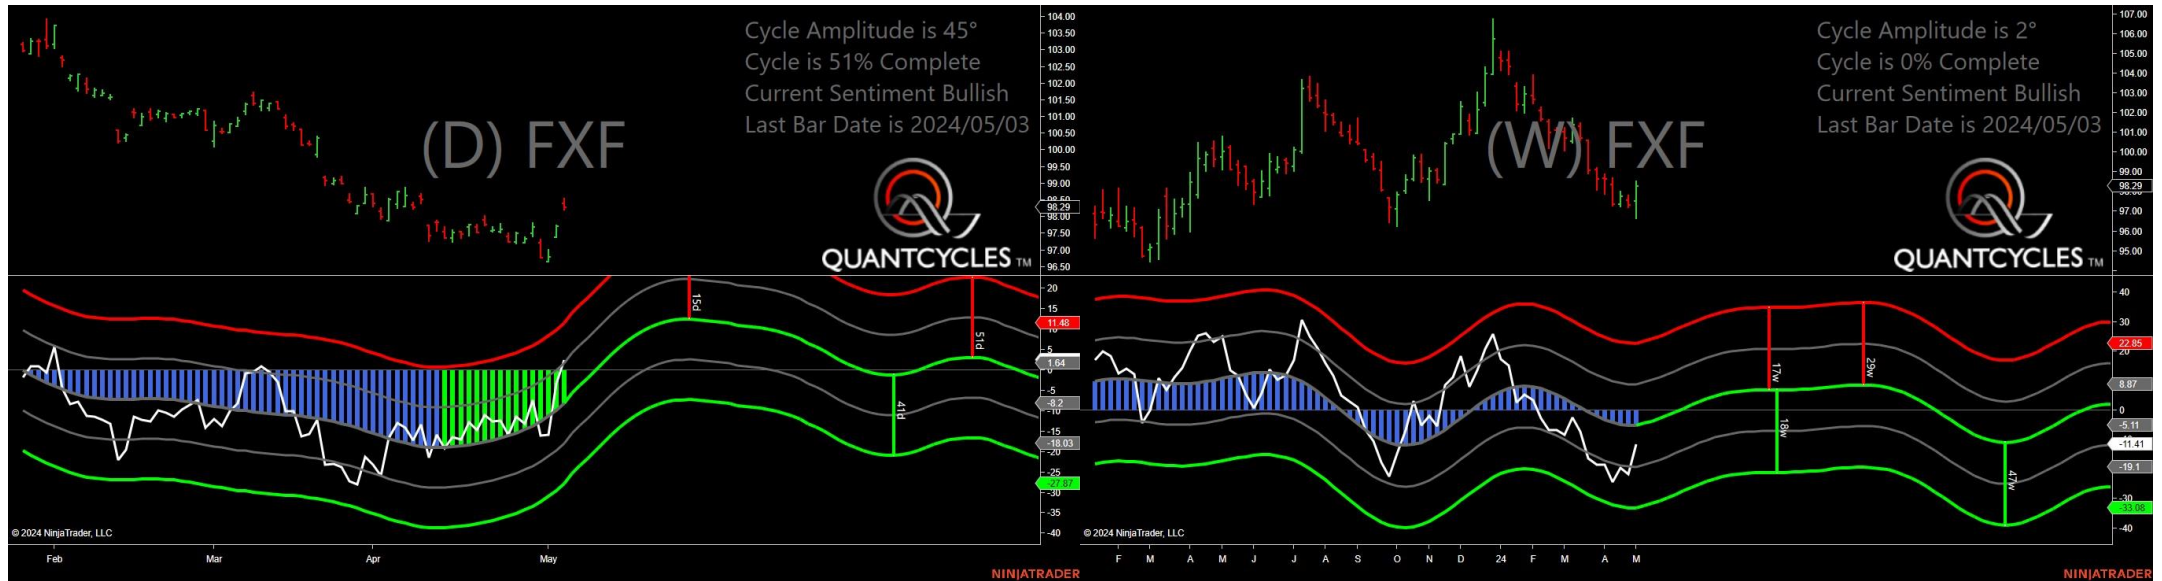 Cycle Amplitude is 45°
Cycle is 51% Complete
Current Sentiment Bullish
Last Bar Date is 2024/05/03
(D) FXF
QUANTCYCLES TM
104.00
103.50
103.00
102.50
102.00
101.50
101.00
100.50
100.00
99.50
99.00
98.29
98.00
97.50
97.00
96.50
20
15
11.48
5
1.64
-5
-8.2
-10
-15
-18.03
-20
-25
-27.87
-30
-35
-40
15d
41d
51d
© 2024 NinjaTrader, LLC
Feb Mar Apr May
NINJATRADER
Cycle Amplitude is 2°
Cycle is 0% Complete
Current Sentiment Bullish
Last Bar Date is 2024/05/03
(W) FXF
QUANTCYCLES TM
107.00
106.00
105.00
104.00
103.00
102.00
101.00
100.00
99.00
98.29
97.00
96.00
95.00
40
30
22.85
20
8.87
0
-5.11
-11.41
-19.1
-30
-33.08
-40
17w
18w
29w
47w
© 2024 NinjaTrader, LLC
F M A M J J A S O N D 24 F M A M
NINJATRADER